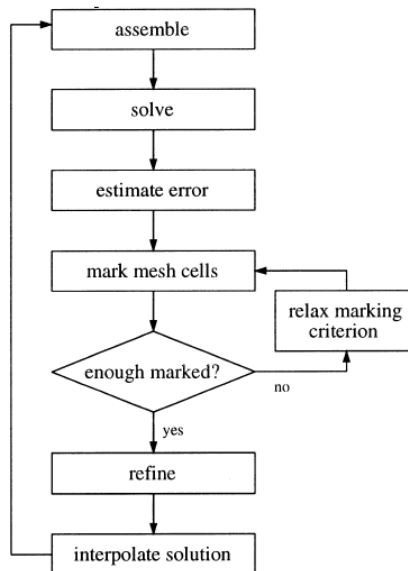 assemble
solve
estimate error
mark mesh cells
relax marking
criterion
enough marked?
no
yes
refine
interpolate solution